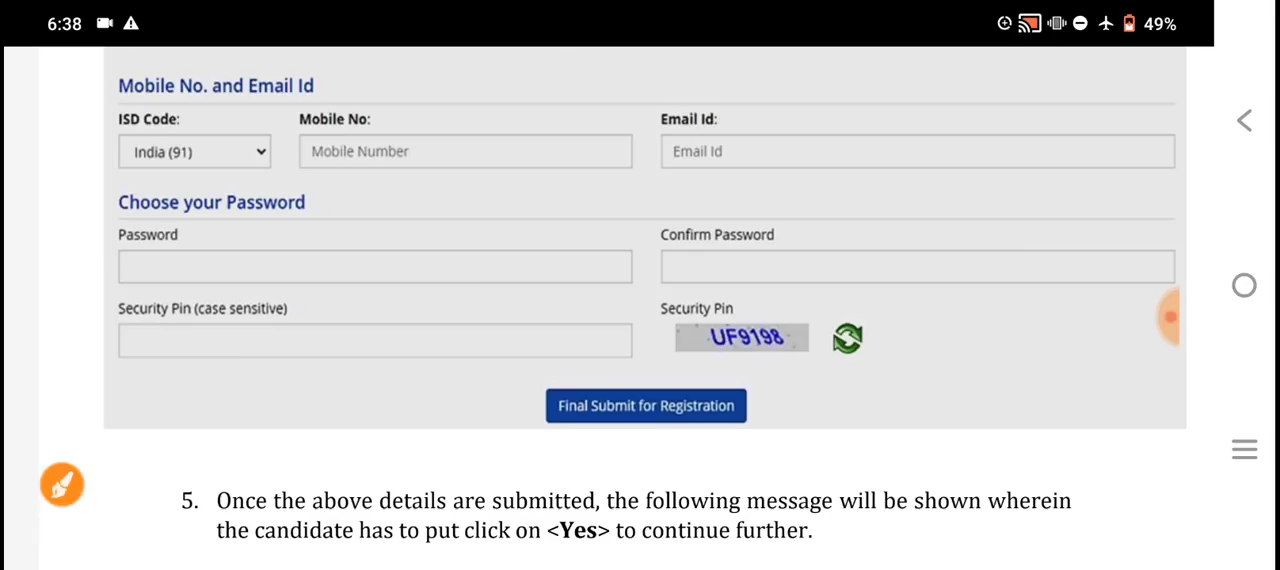 6:38
49%
Mobile No. and Email Id
ISD Code: Mobile No: Email Id:
India (91) Mobile Number Email Id
Choose your Password
Password Confirm Password
Security Pin (case sensitive) Security Pin
UF9198
Final Submit for Registration
5. Once the above details are submitted, the following message will be shown wherein
the candidate has to put click on <Yes> to continue further.